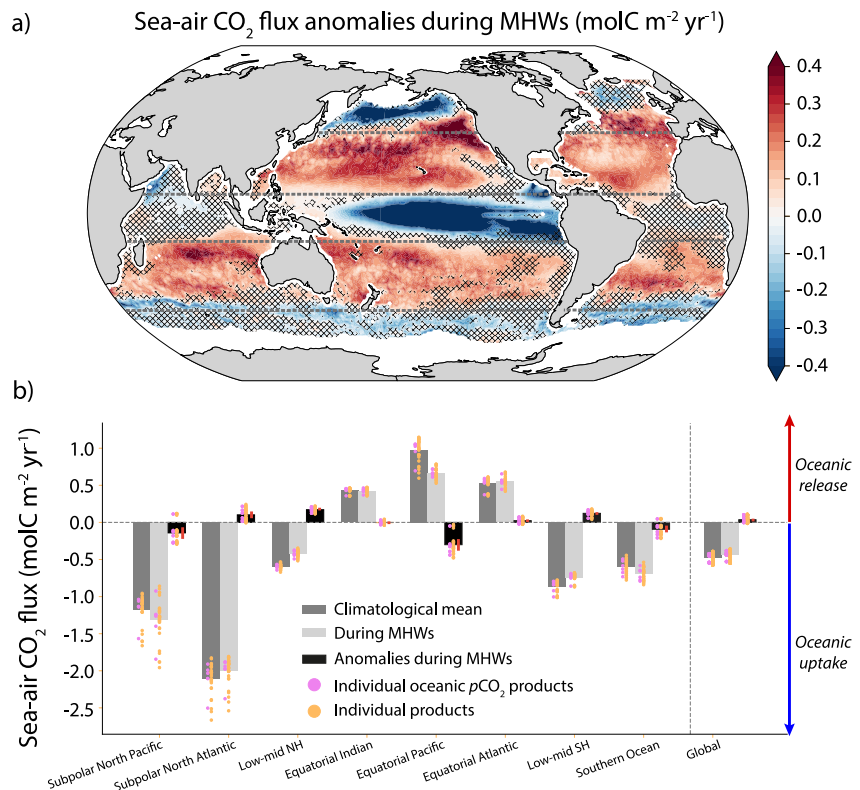 a)
Sea-air CO₂ flux anomalies during MHWs (molC m⁻² yr⁻¹)
0.4
0.3
0.2
0.1
0.0
-0.1
-0.2
-0.3
-0.4
b)
Sea-air CO₂ flux (molC m⁻² yr⁻¹)
1.0
0.5
0.0
-0.5
-1.0
-1.5
-2.0
-2.5
Climatological mean
During MHWs
Anomalies during MHWs
Individual oceanic pCO₂ products
Individual products
Oceanic
release
Oceanic
uptake
Subpolar North Pacific
Subpolar North Atlantic
Low-mid NH
Equatorial Indian
Equatorial Pacific
Equatorial Atlantic
Low-mid SH
Southern Ocean
Global